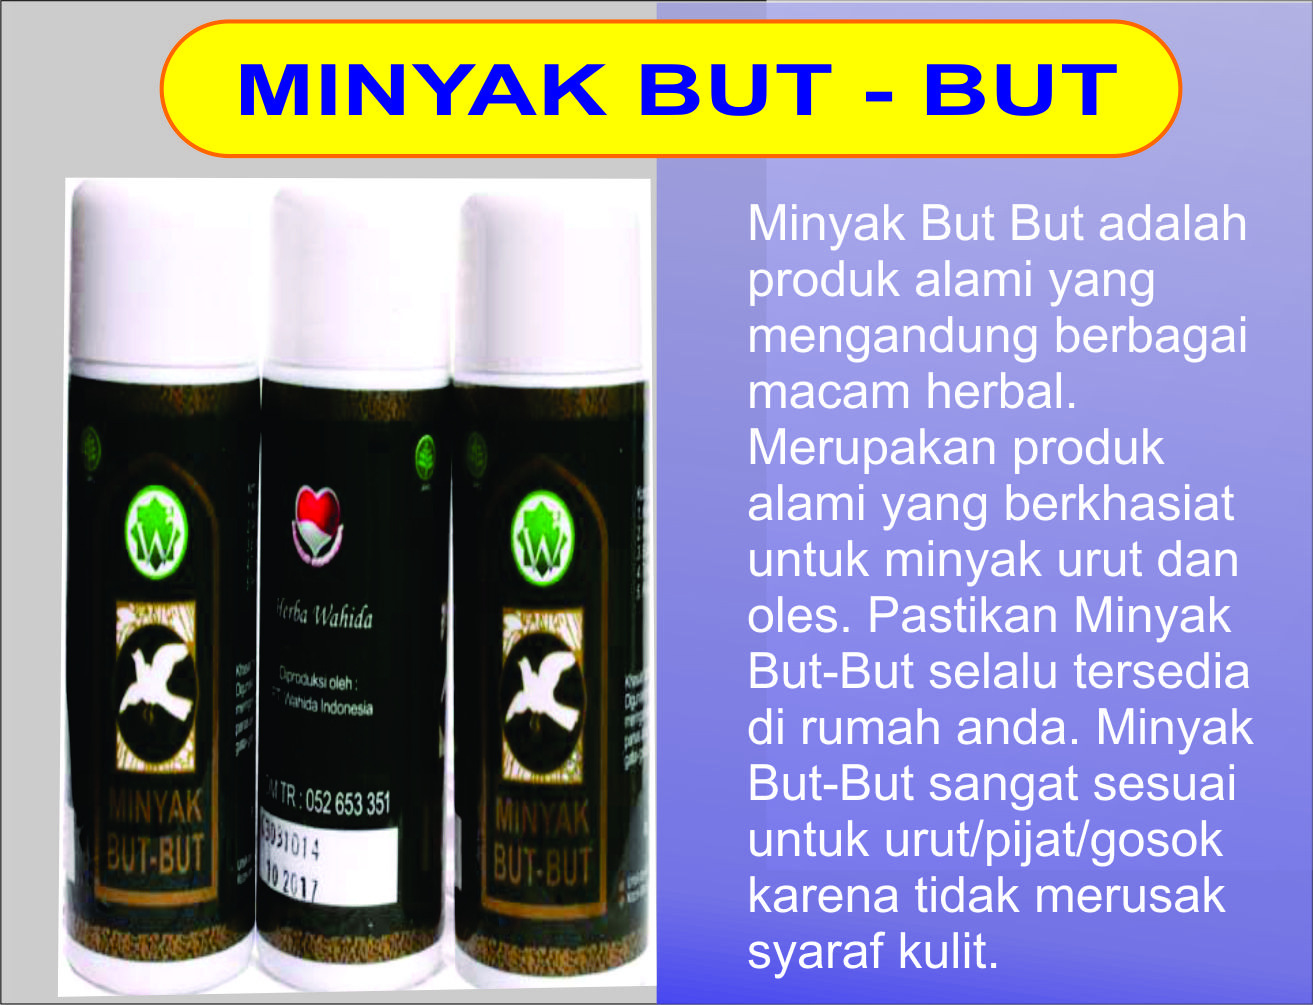 MINYAK BUT - BUT
Minyak But But adalah
produk alami yang
mengandung berbagai
macam herbal.
Merupakan produk
alami yang berkhasiat
untuk minyak urut dan
oles. Pastikan Minyak
But-But selalu tersedia
di rumah anda. Minyak
But-But sangat sesuai
untuk urut/pijat/gosok
karena tidak merusak
syaraf kulit.
W
MINYAK
BUT-BUT
Herba Wahida
Diproduksi oleh :
Wahida Indonesia
TR : 052 653 351
10 2017
W
MINYAK
BUT-BUT